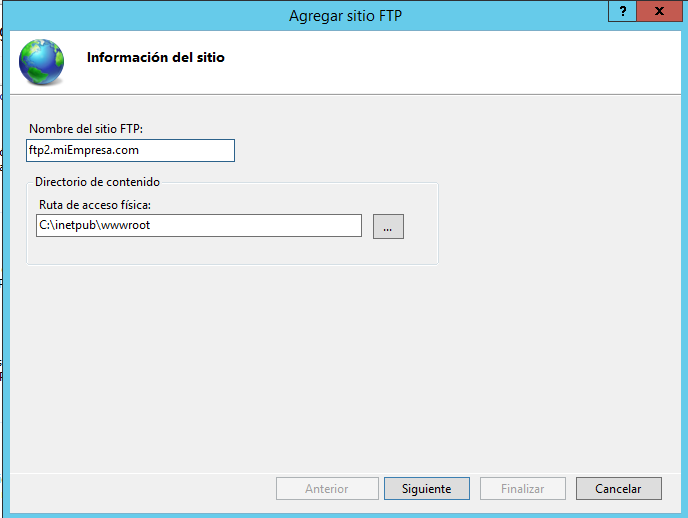 Agregar sitio FTP
?
X
Información del sitio
Nombre del sitio FTP:
ftp2.miEmpresa.com
Directorio de contenido
Ruta de acceso física:
C:\inetpub\wwwroot
...
Anterior
Siguiente
Finalizar
Cancelar